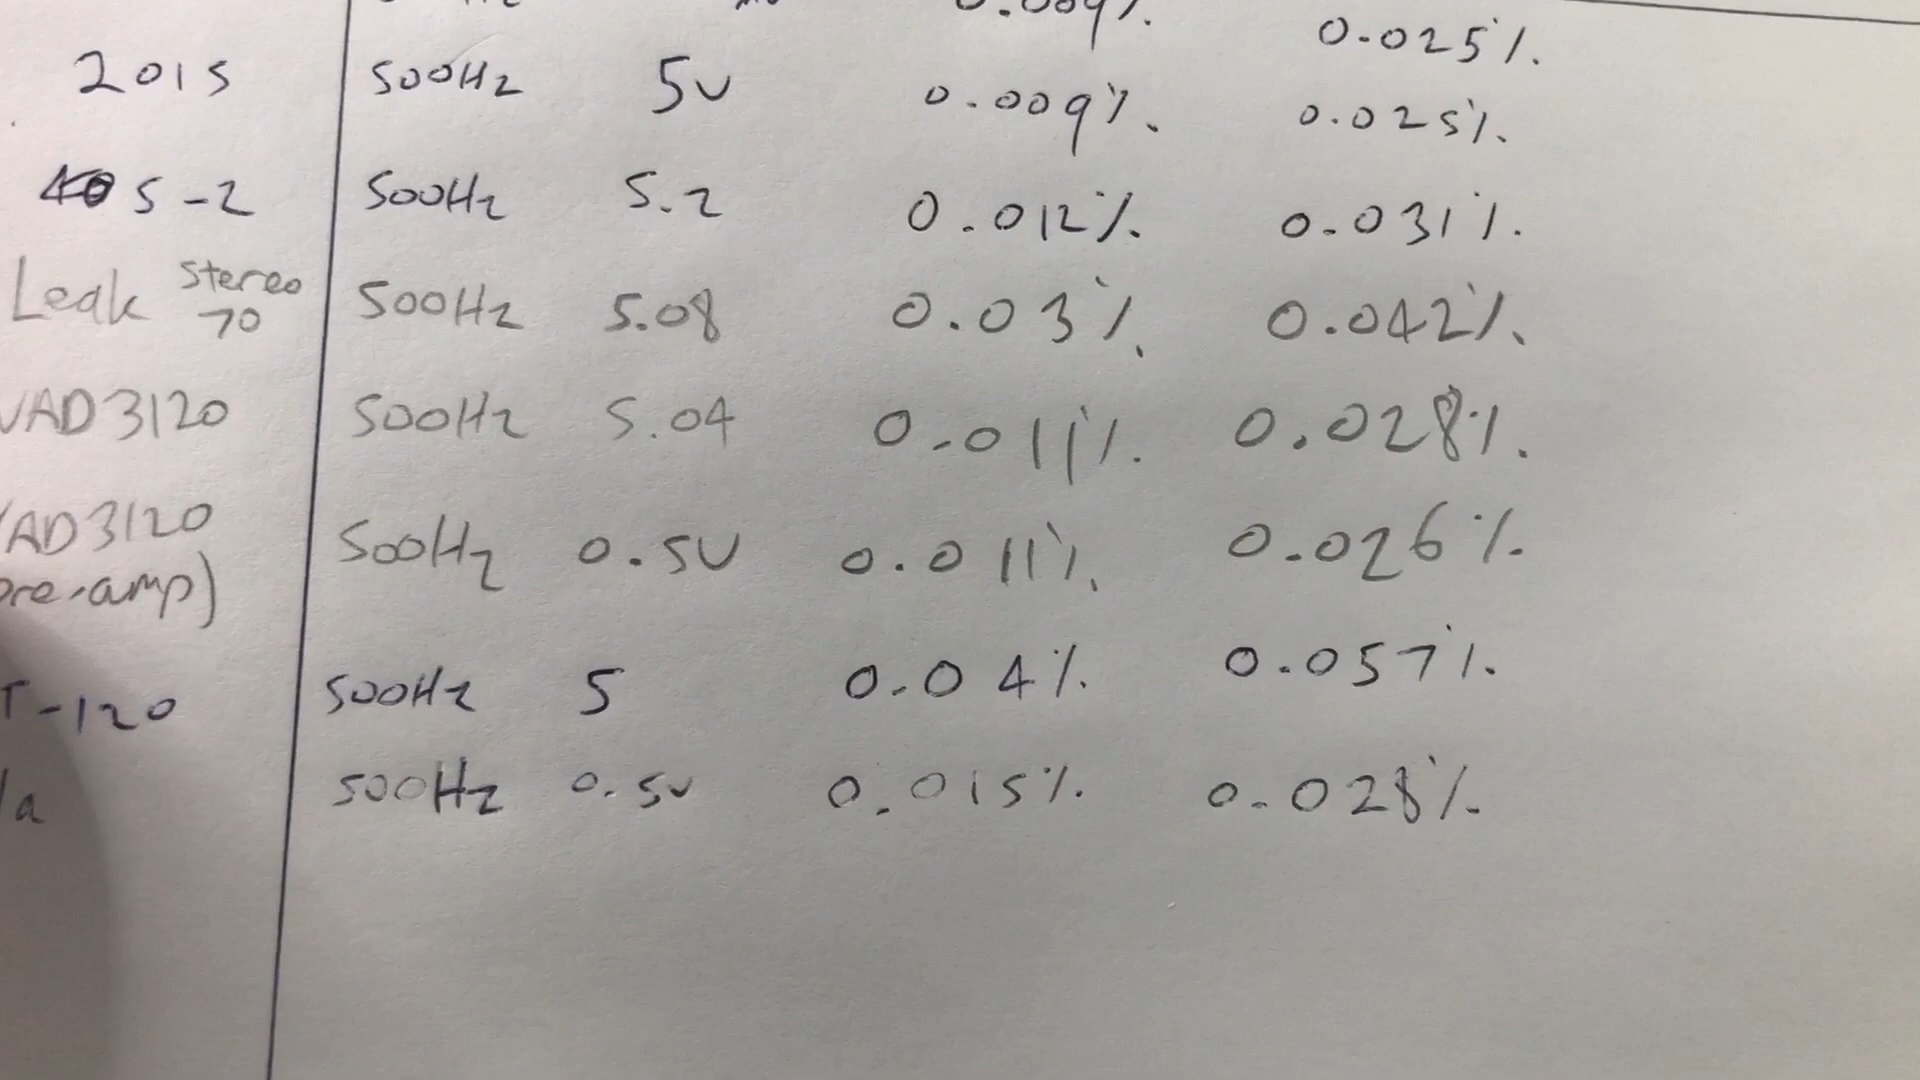 0.009% 0.025%
2015 500Hz 5v 0.009% 0.025%
405-2 500Hz 5.2 0.012% 0.031%
Leak stereo 70 500Hz 5.08 0.03% 0.042%
AD3120 500Hz 5.04 0.011% 0.028%
AD3120 500Hz 0.5V 0.011% 0.026%
pre-amp)
T-120 500Hz 5 0.04% 0.057%
/a 500Hz 0.5v 0.015% 0.028%